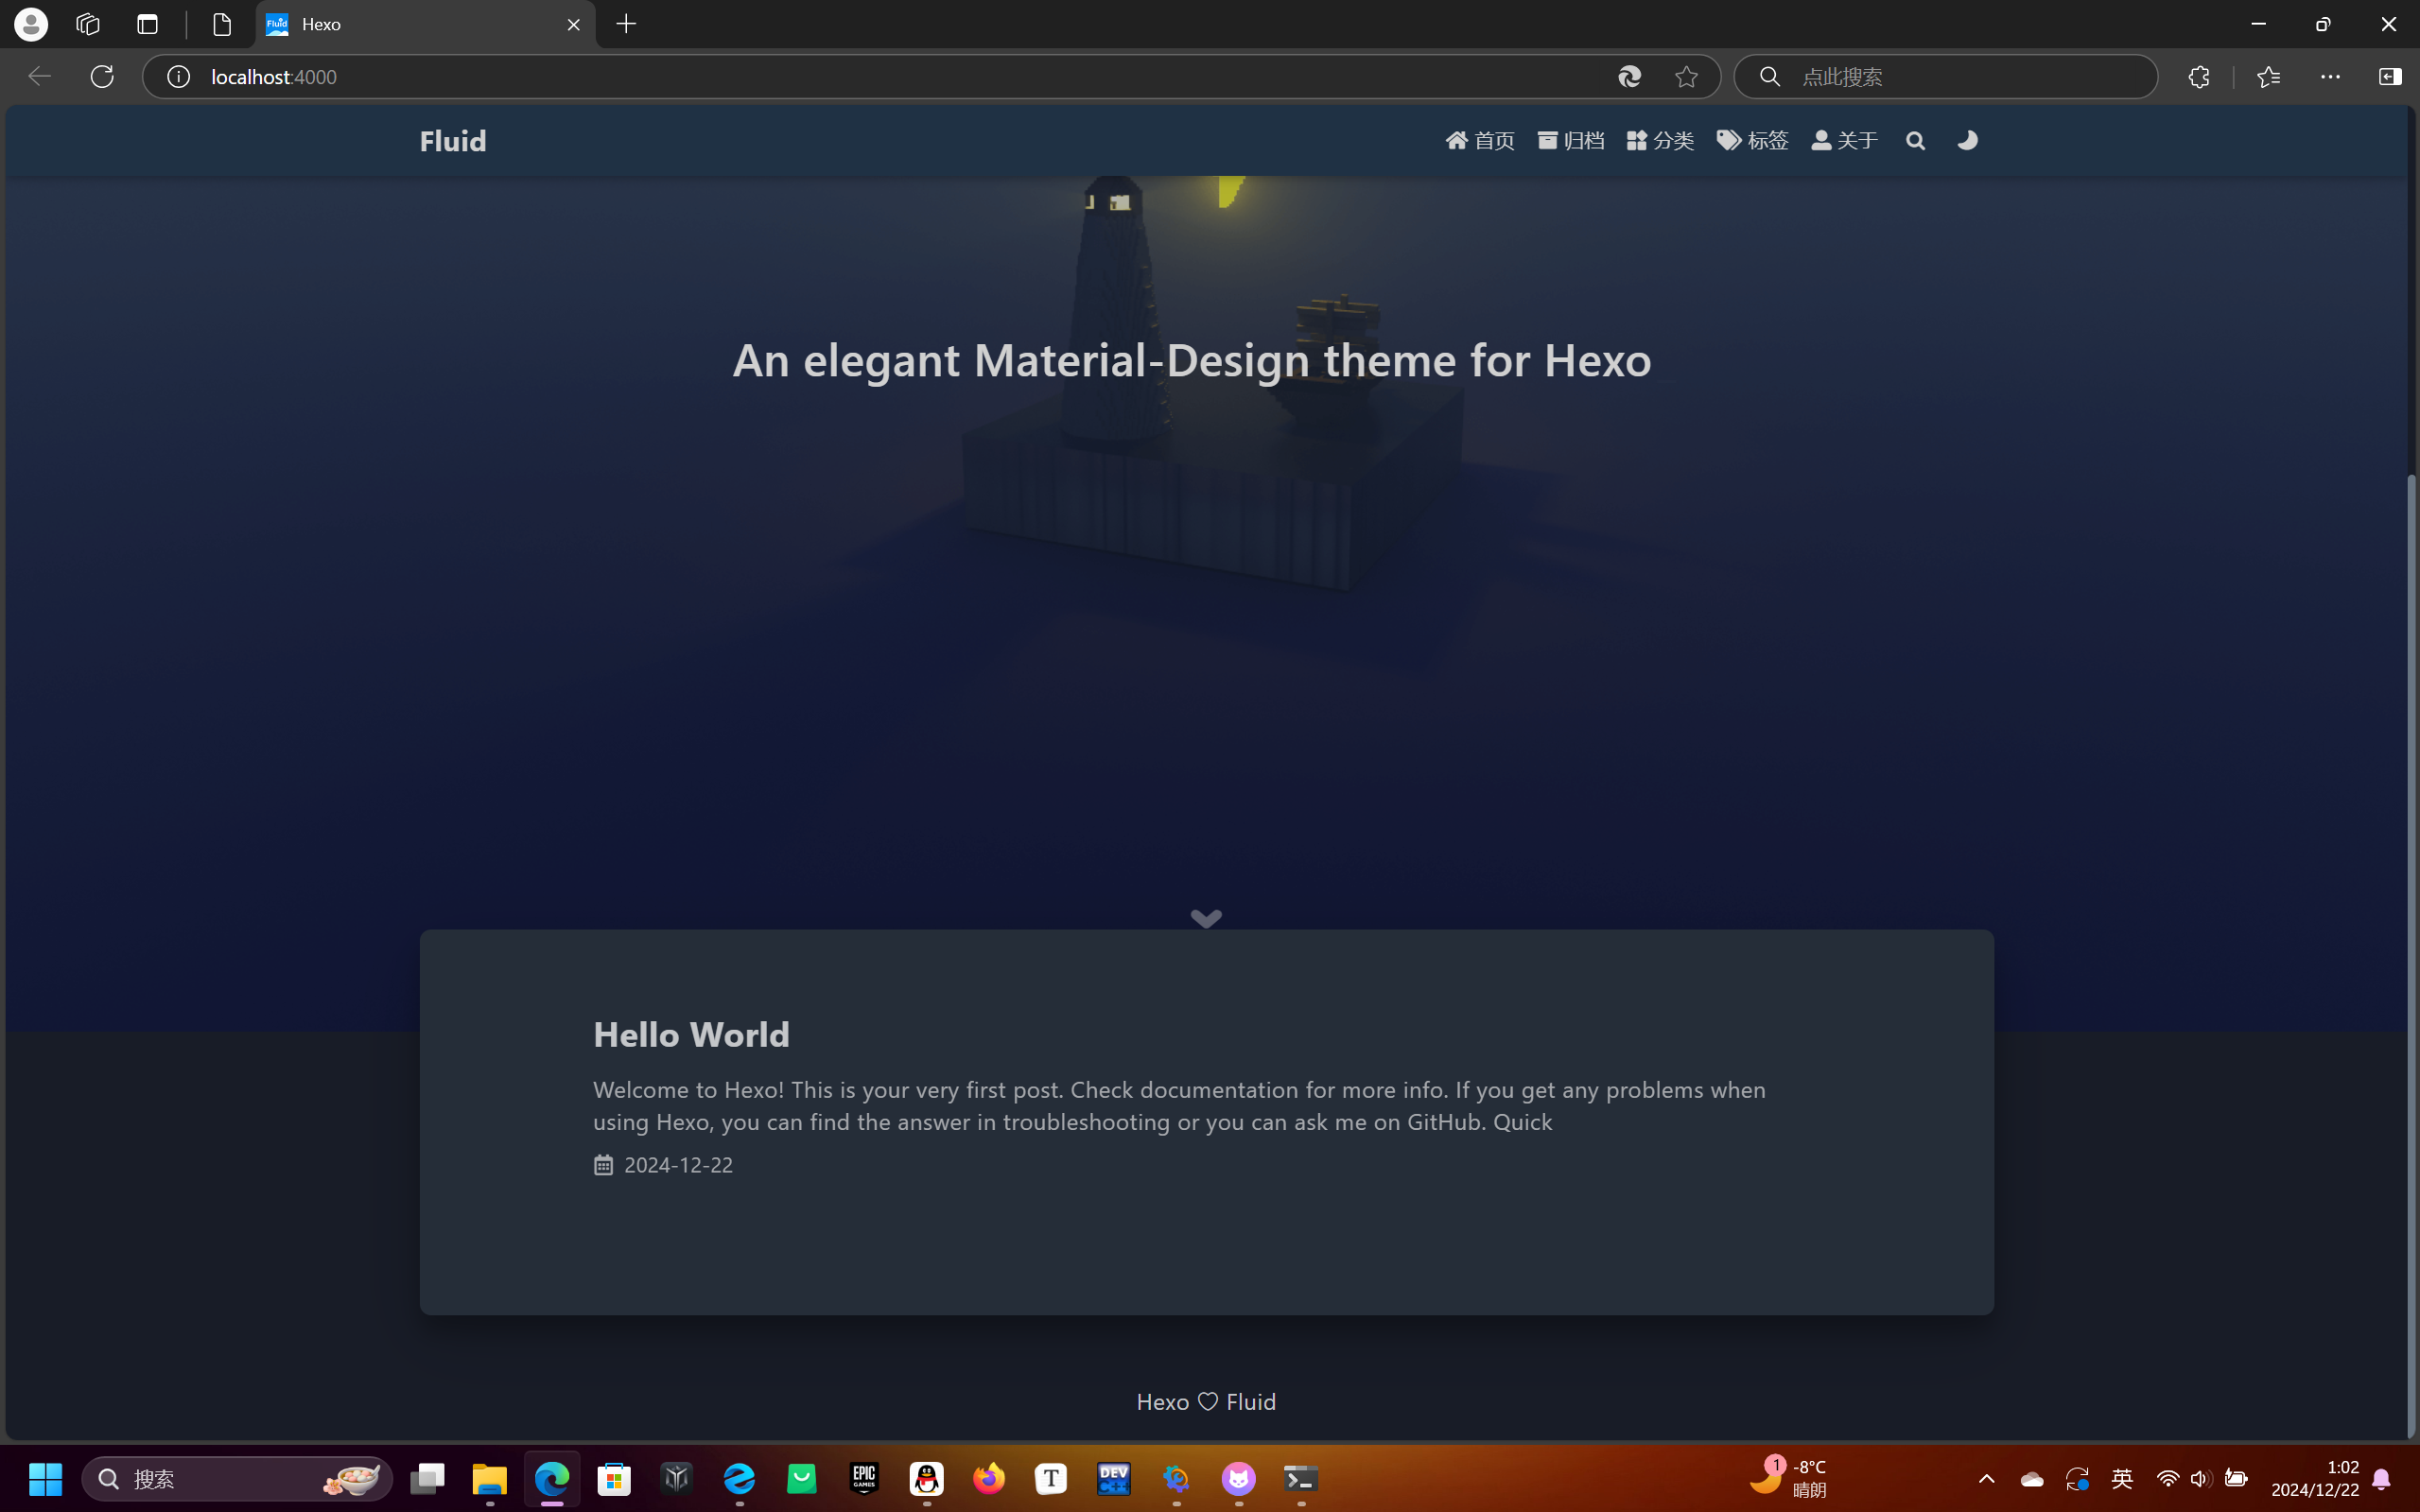 Fluid Hexo
localhost:4000
点此搜索
Fluid
首页 归档 分类 标签 关于
An elegant Material-Design theme for Hexo
Hello World
Welcome to Hexo! This is your very first post. Check documentation for more info. If you get any problems when
using Hexo, you can find the answer in troubleshooting or you can ask me on GitHub. Quick
2024-12-22
Hexo ♡ Fluid
搜索
EPIC
GAMES
T
DEV
C++
1
-8°C
晴朗
英
1:02
2024/12/22